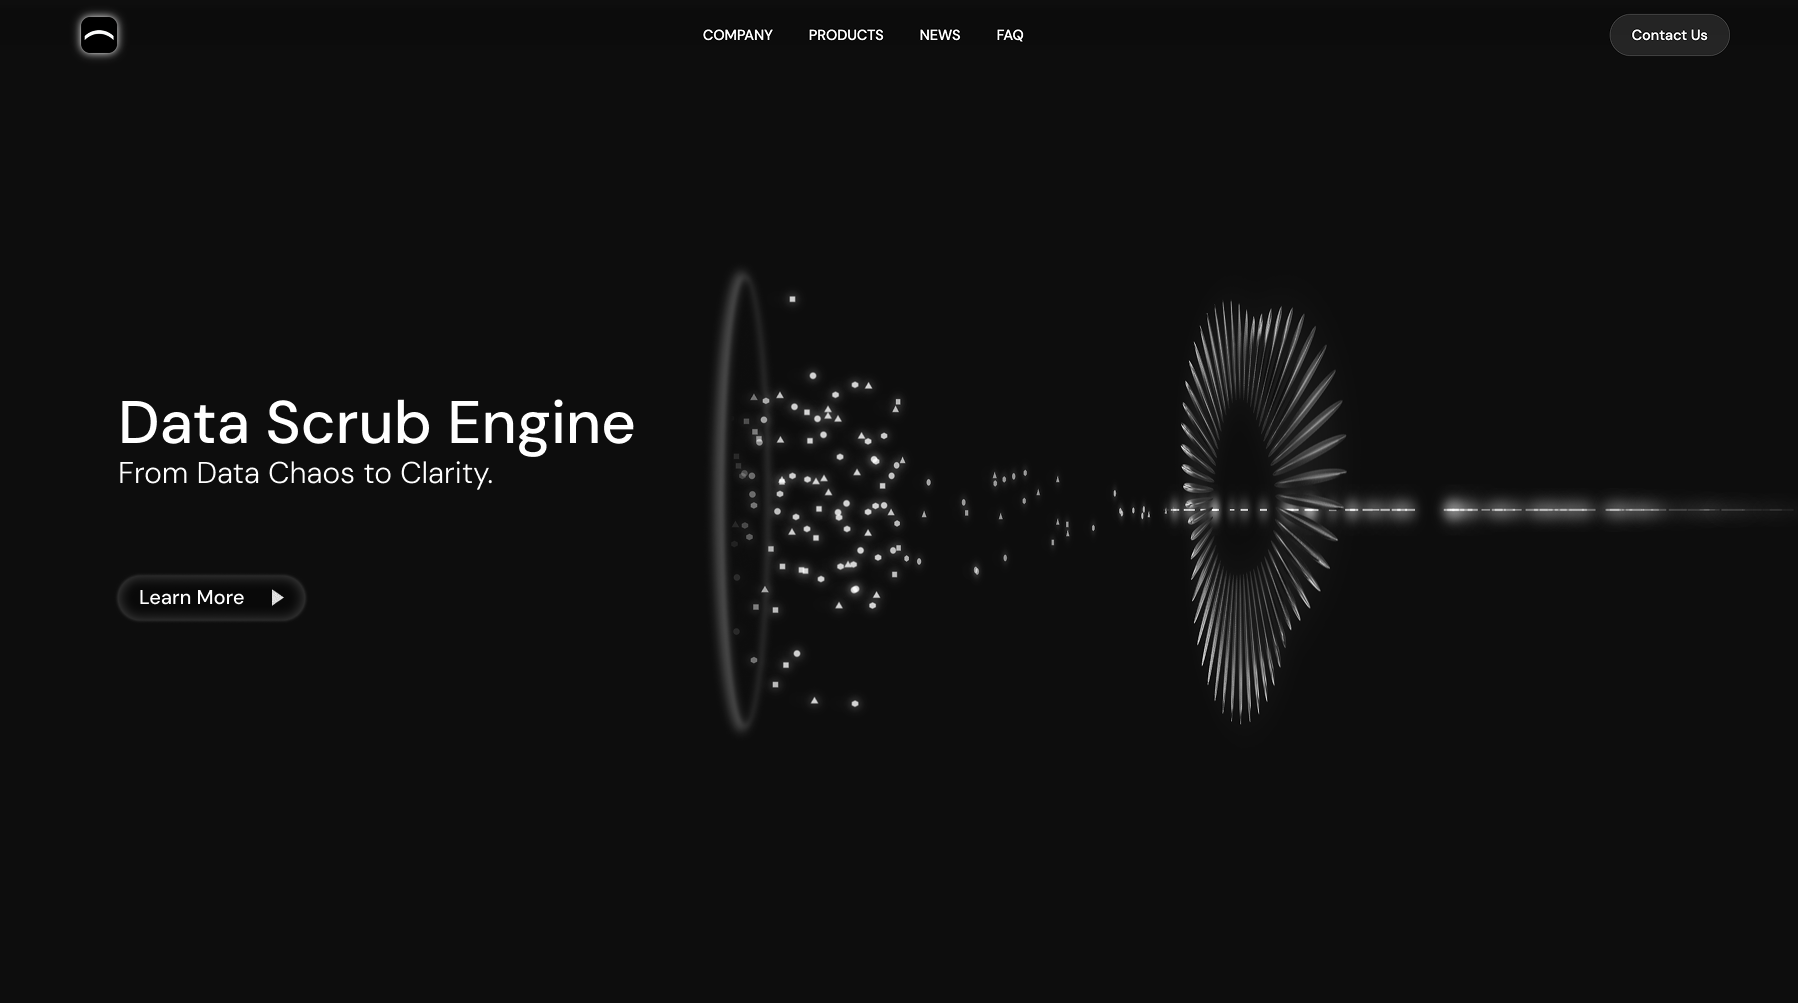 COMPANY
PRODUCTS
NEWS
FAQ
Contact Us
Data Scrub Engine
From Data Chaos to Clarity.
Learn More